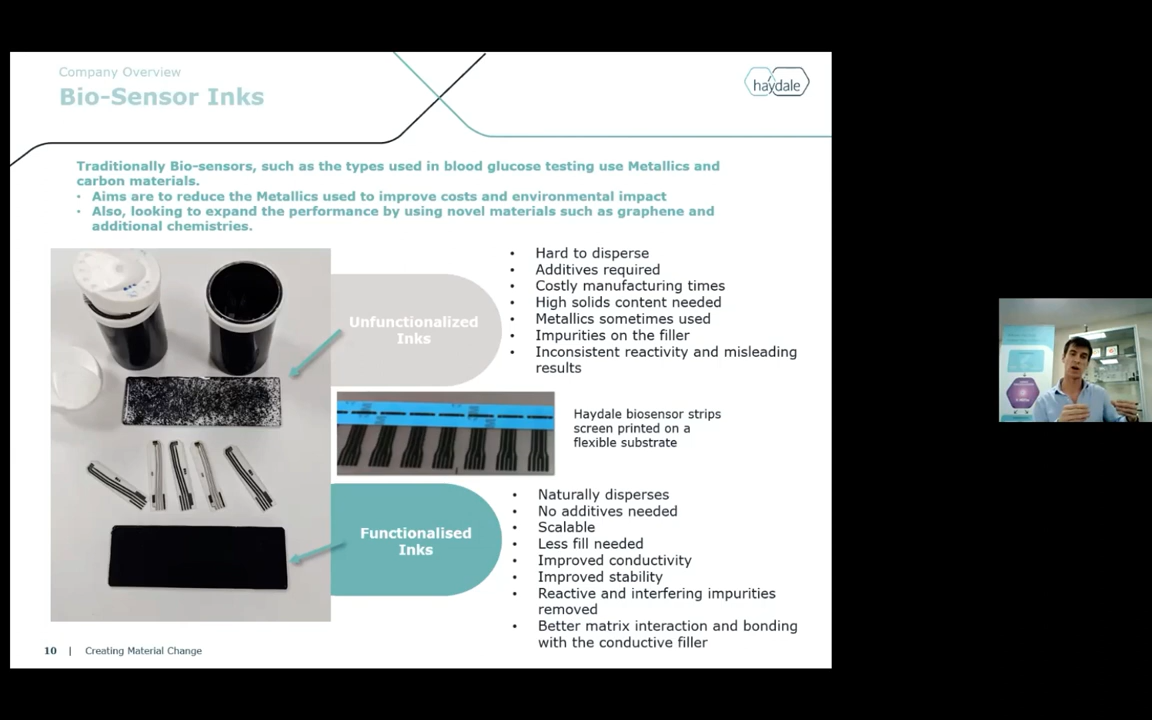 Company Overview
Bio-Sensor Inks
haydale
Traditionally Bio-sensors, such as the types used in blood glucose testing use Metallics and
carbon materials.
• Aims are to reduce the Metallics used to improve costs and environmental impact
• Also, looking to expand the performance by using novel materials such as graphene and
additional chemistries.
Unfunctionalized
Inks
• Hard to disperse
• Additives required
• Costly manufacturing times
• High solids content needed
• Metallics sometimes used
• Impurities on the filler
• Inconsistent reactivity and misleading
results
Haydale biosensor strips
screen printed on a
flexible substrate
Functionalised
Inks
• Naturally disperses
• No additives needed
• Scalable
• Less fill needed
• Improved conductivity
• Improved stability
• Reactive and interfering impurities
removed
• Better matrix interaction and bonding
with the conductive filler
10 | Creating Material Change